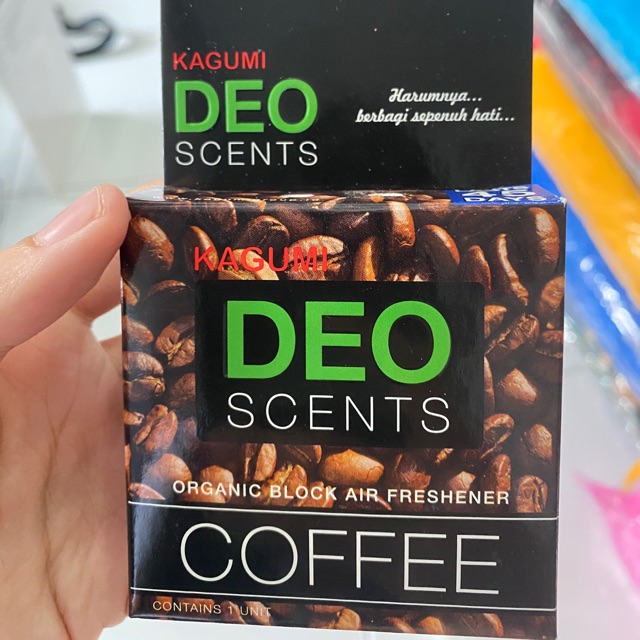 KAGUMI
DEO
SCENTS
Harumnya...
berbagi sepenuh hati...
DAYS
KAGUMI
DEO
SCENTS
ORGANIC BLOCK AIR FRESHENER
COFFEE
CONTAINS 1 UNIT